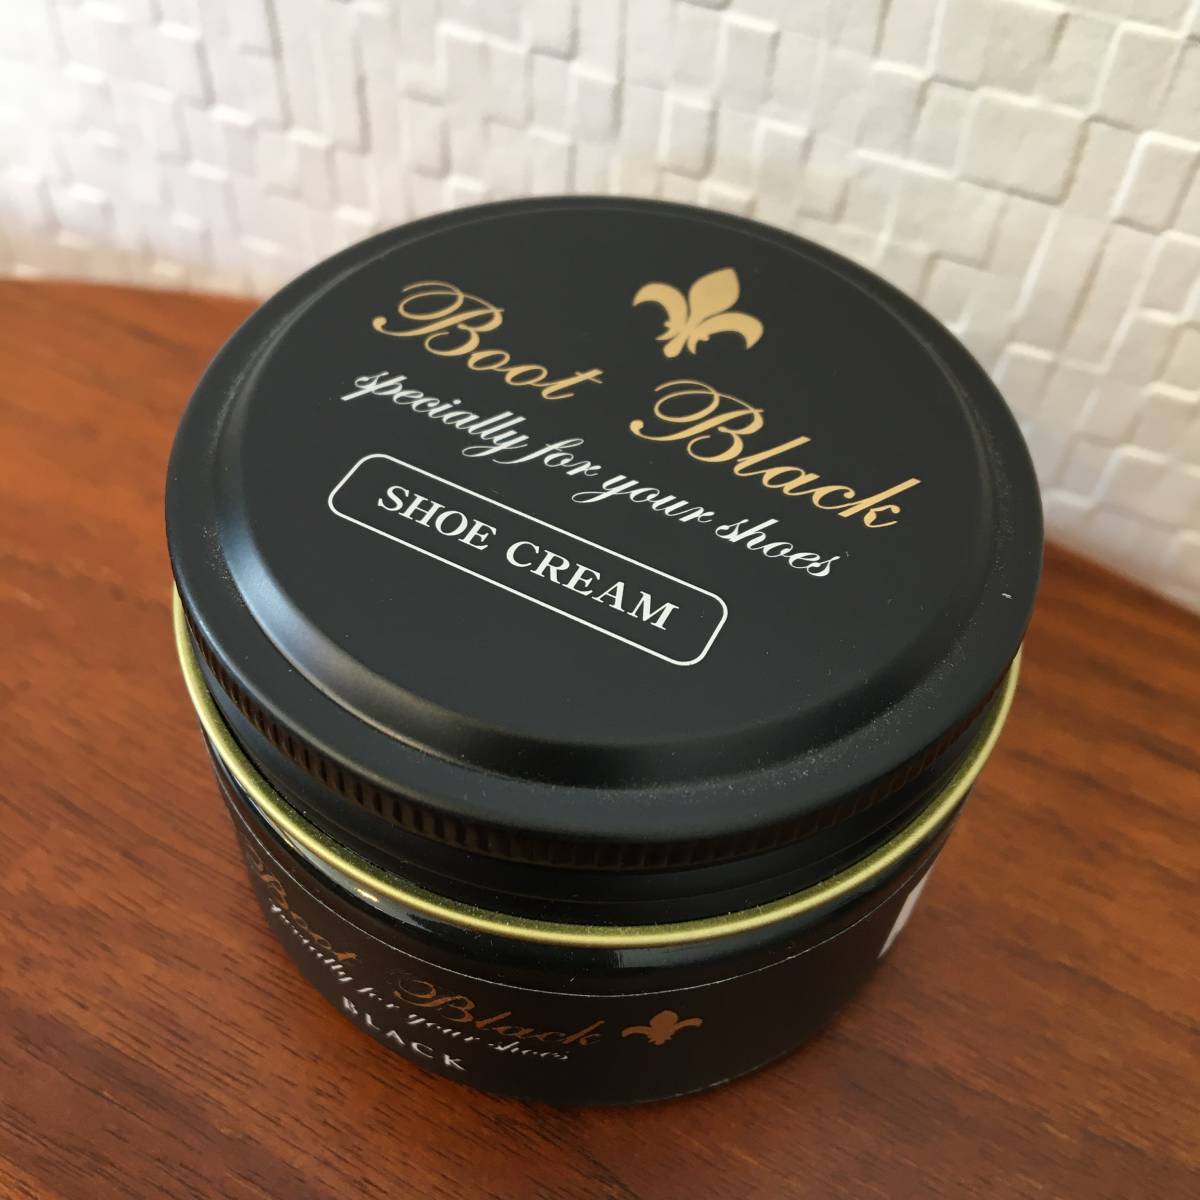 Boot Black
specially for your shoes
SHOE CREAM
Boot Black
specially for your shoes
BLACK